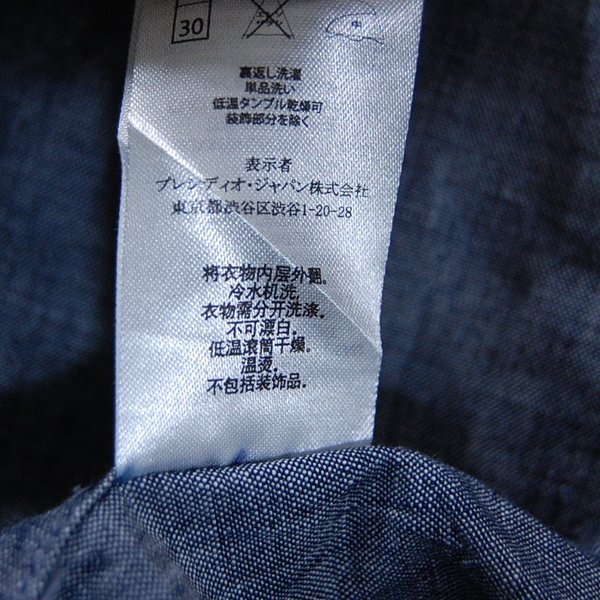 30
中
裏返し洗濯
単品洗い
低温タンブル乾燥可
装飾部分を除く
表示者
ブレンディオ・ジャパン株式会社
東京都渋谷区渋谷1-20-28
将衣物内层外翻。
冷水机洗。
衣物需分开洗涤。
不可漂白。
低温滚筒干燥。
温烫。
不包括装饰品。